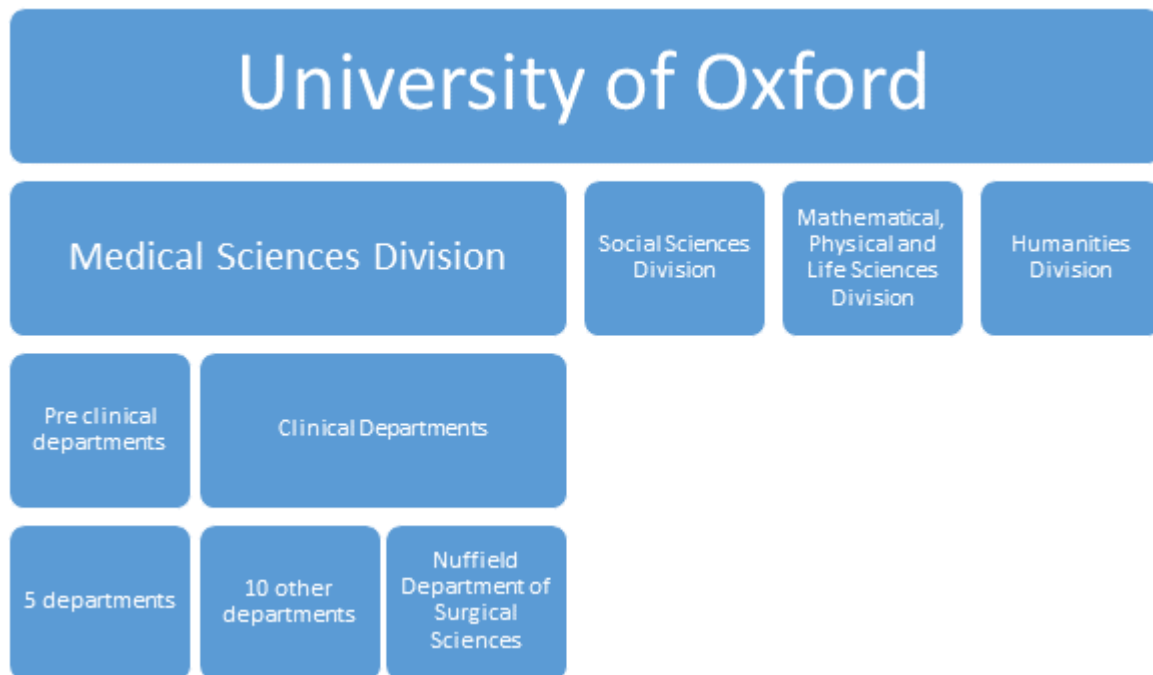 University of Oxford
Medical Sciences Division
Social Sciences
Division
Mathematical,
Physical and
Life Sciences
Division
Humanities
Division
Pre clinical
departments
Clinical Departments
5 departments
10 other
departments
Nuffield
Department of
Surgical
Sciences